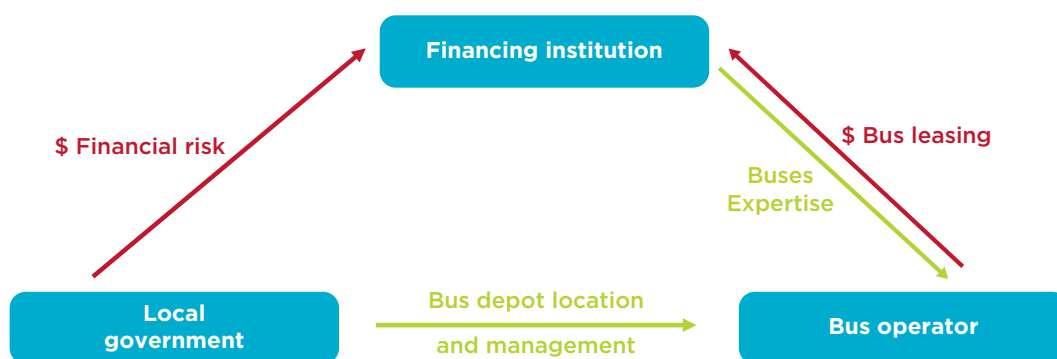 Financing institution
$ Financial risk
$ Bus leasing
Buses
Expertise
Local
government
Bus depot location
and management
Bus operator